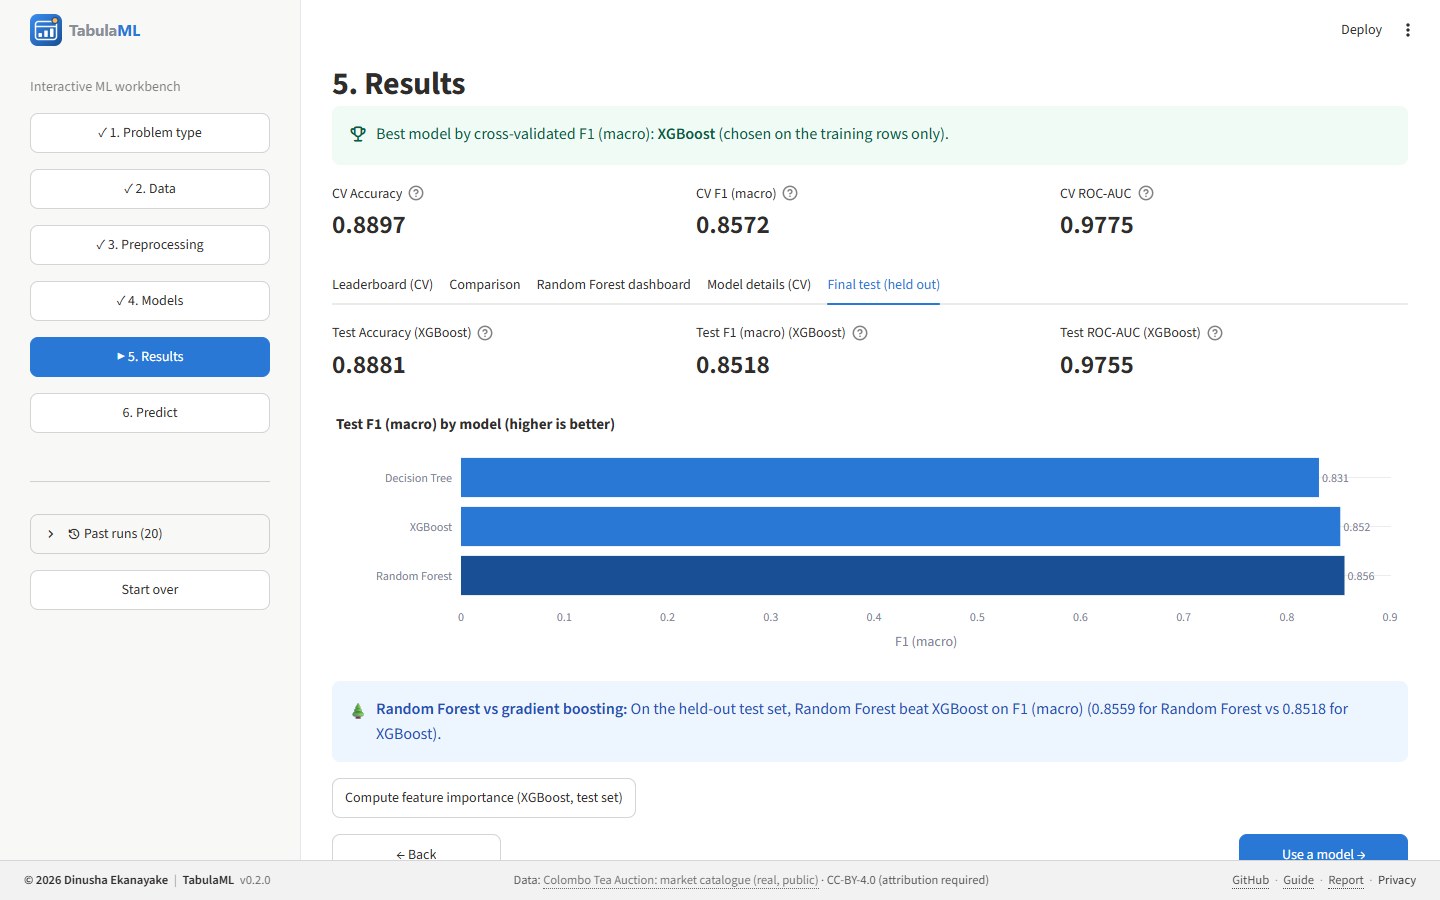 TabulaML
Deploy
Interactive ML workbench
✓ 1. Problem type
✓ 2. Data
✓ 3. Preprocessing
✓ 4. Models
▶ 5. Results
6. Predict
Past runs (20)
Start over
5. Results
Best model by cross-validated F1 (macro): XGBoost (chosen on the training rows only).
CV Accuracy
CV F1 (macro)
CV ROC-AUC
0.8897
0.8572
0.9775
Leaderboard (CV) Comparison Random Forest dashboard Model details (CV) Final test (held out)
Test Accuracy (XGBoost)
Test F1 (macro) (XGBoost)
Test ROC-AUC (XGBoost)
0.8881
0.8518
0.9755
Test F1 (macro) by model (higher is better)
Decision Tree 0.831
XGBoost 0.852
Random Forest 0.856
0 0.1 0.2 0.3 0.4 0.5 0.6 0.7 0.8 0.9
F1 (macro)
Random Forest vs gradient boosting: On the held-out test set, Random Forest beat XGBoost on F1 (macro) (0.8559 for Random Forest vs 0.8518 for
XGBoost).
Compute feature importance (XGBoost, test set)
← Back
Use a model →
© 2026 Dinusha Ekanayake | TabulaML v0.2.0
Data: Colombo Tea Auction: market catalogue (real, public) · CC-BY-4.0 (attribution required)
GitHub · Guide · Report · Privacy